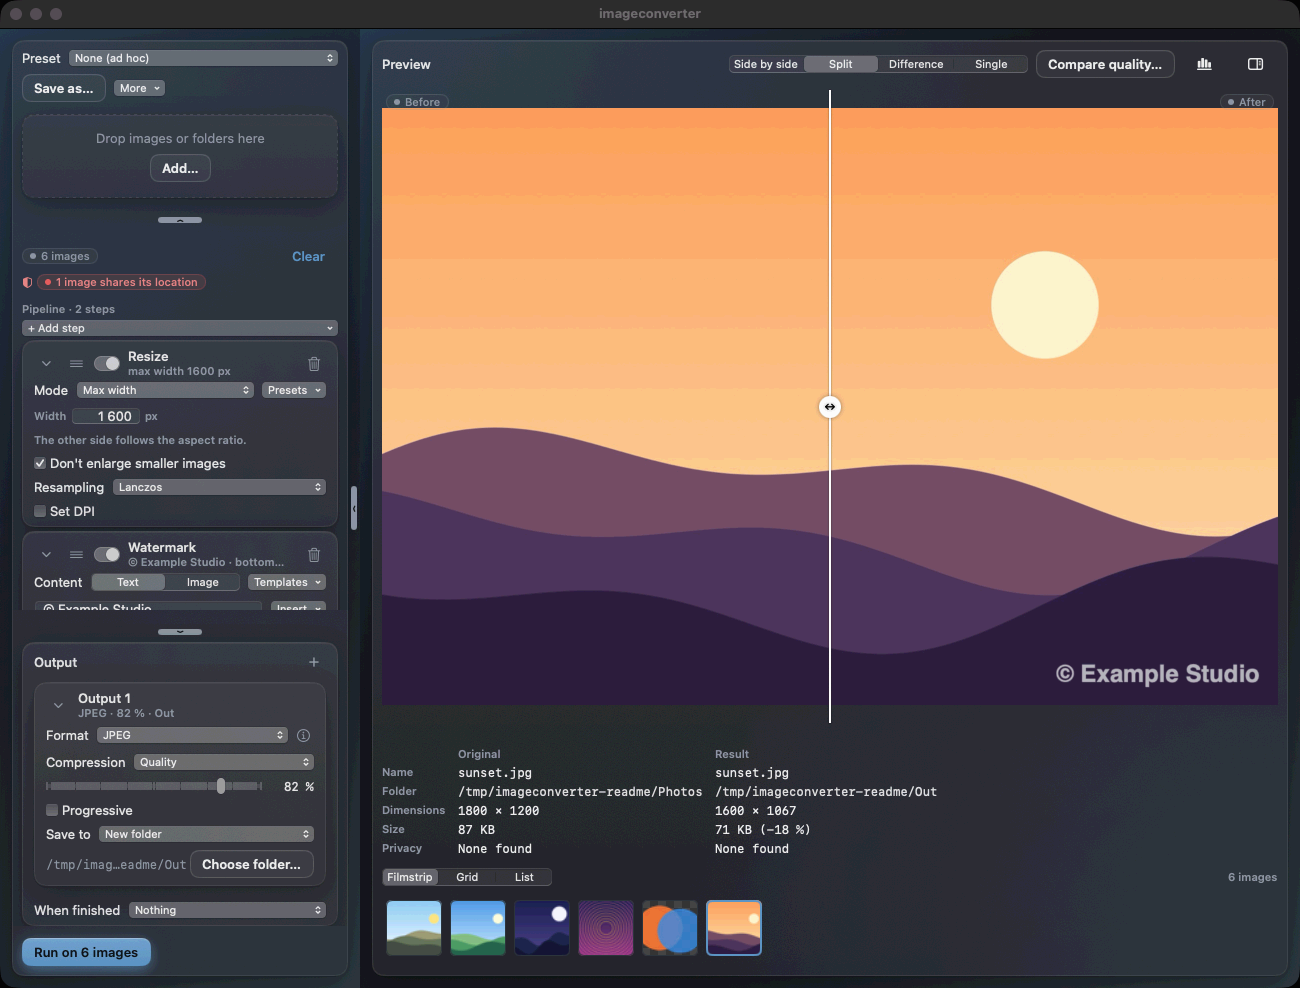 imageconverter
Preset None (ad hoc)
Save as... More
Drop images or folders here
Add...
6 images Clear
1 image shares its location
Pipeline · 2 steps
+ Add step
Resize
max width 1600 px
Mode Max width Presets
Width 1 600 px
The other side follows the aspect ratio.
Don't enlarge smaller images
Resampling Lanczos
Set DPI
Watermark
© Example Studio · bottom...
Content Text Image Templates
© Example Studio Insert
Output +
Output 1
JPEG · 82 % · Out
Format JPEG
Compression Quality
82 %
Progressive
Save to New folder
/tmp/imag…eadme/Out Choose folder...
When finished Nothing
Run on 6 images
Preview Side by side Split Difference Single Compare quality...
Before After
© Example Studio
Original Result
Name sunset.jpg sunset.jpg
Folder /tmp/imageconverter-readme/Photos /tmp/imageconverter-readme/Out
Dimensions 1800 × 1200 1600 × 1067
Size 87 KB 71 KB (−18 %)
Privacy None found None found
Filmstrip Grid List 6 images